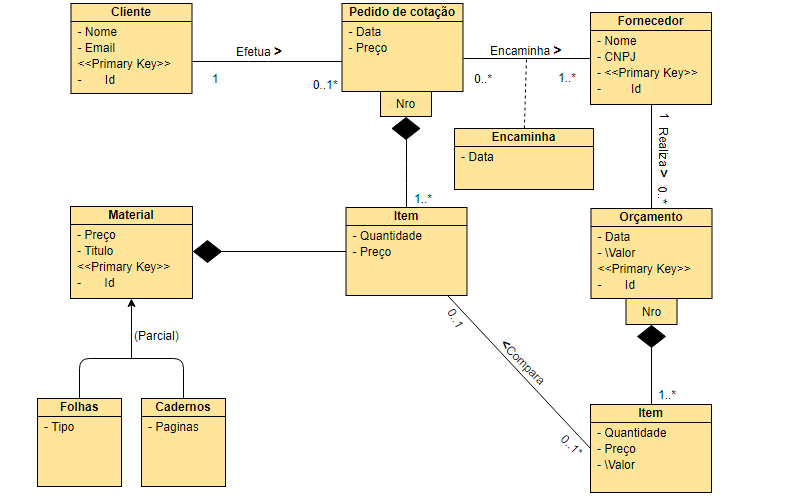 Cliente
- Nome
- Email
<<Primary Key>>
- Id
Efetua >
1
0..1*
Pedido de cotação
- Data
- Preço
Nro
Encaminha >
0..*
1..*
Fornecedor
- Nome
- CNPJ
- <<Primary Key>>
- Id
Encaminha
- Data
1 Realiza > 0..*
1..*
Material
- Preço
- Titulo
<<Primary Key>>
- Id
Item
- Quantidade
- Preço
Orçamento
- Data
- \Valor
<<Primary Key>>
- Id
Nro
(Parcial)
0..1
<Compara
0..1*
1..*
Folhas
- Tipo
Cadernos
- Paginas
Item
- Quantidade
- Preço
- \Valor